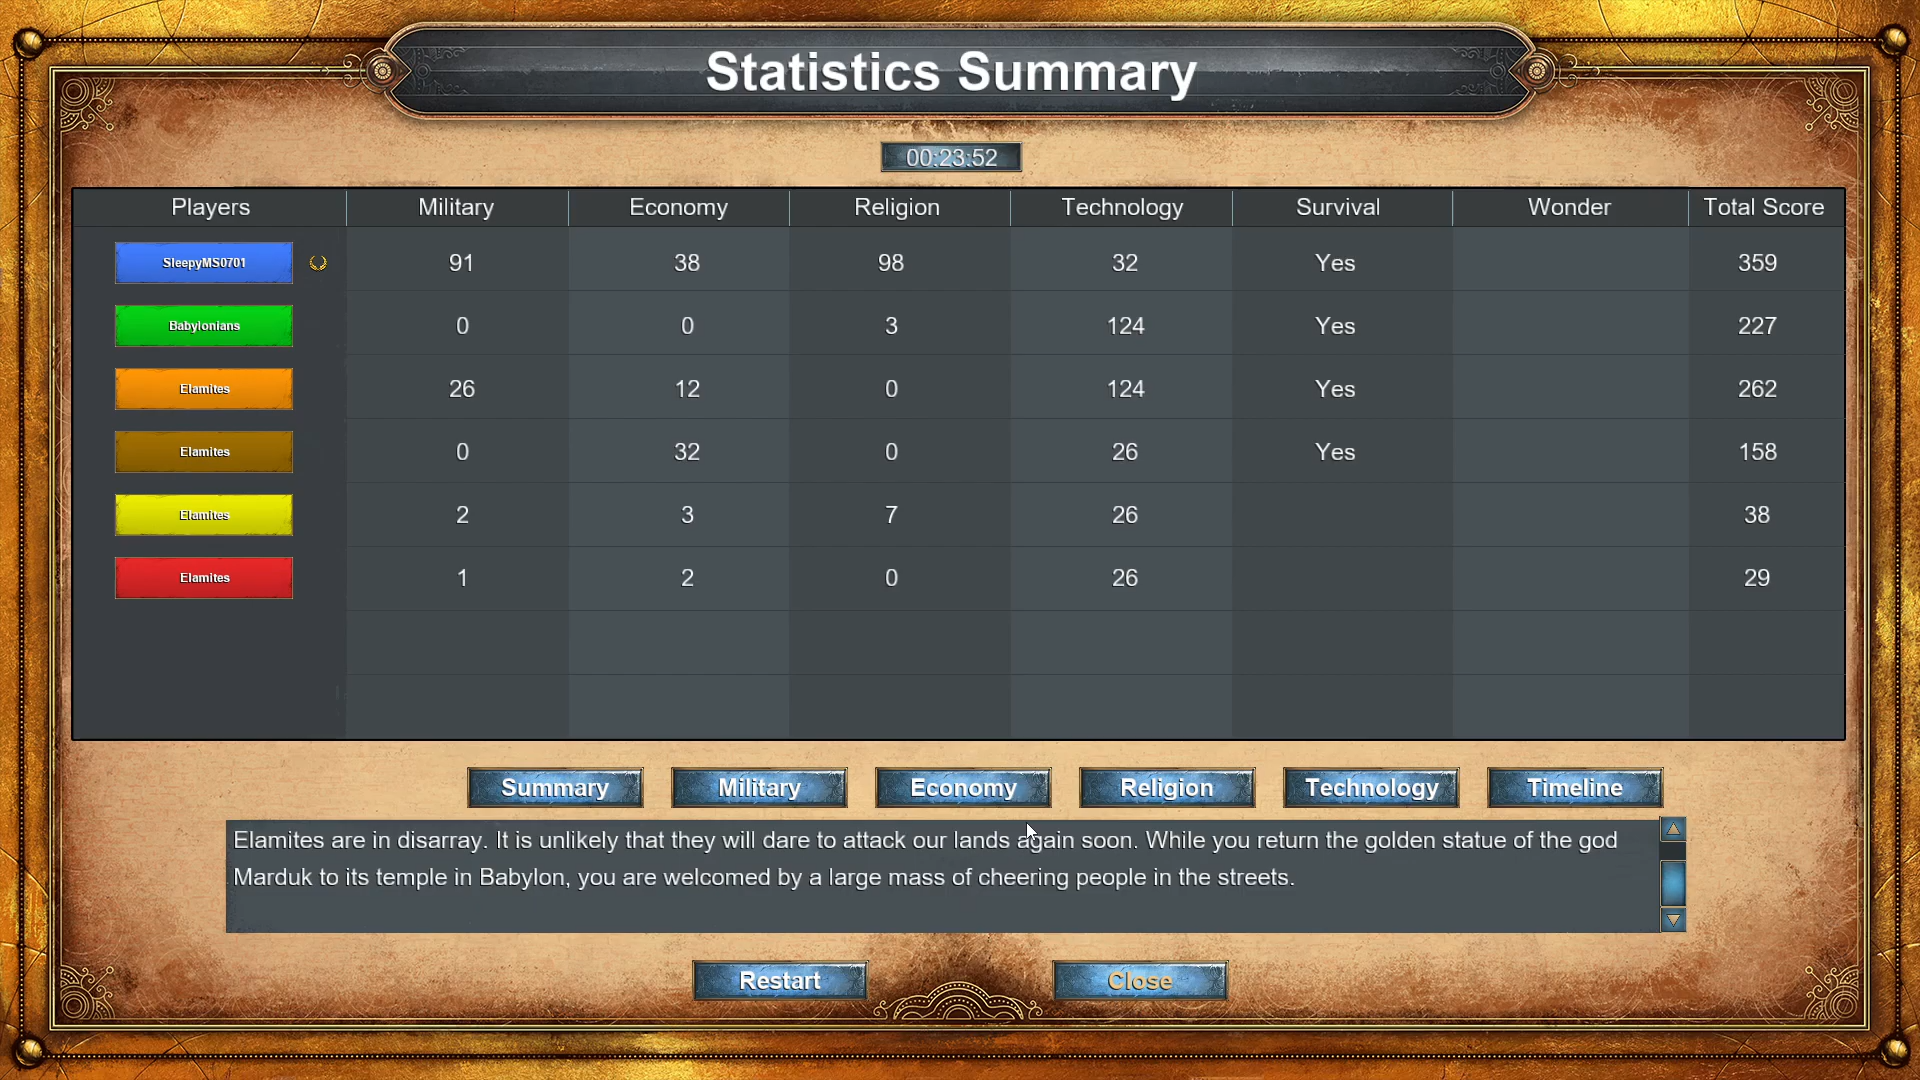 Statistics Summary
00:23:52
Players Military Economy Religion Technology Survival Wonder Total Score
SleepyMS0701 91 38 98 32 Yes 359
Babylonians 0 0 3 124 Yes 227
Elamites 26 12 0 124 Yes 262
Elamites 0 32 0 26 Yes 158
Elamites 2 3 7 26 38
Elamites 1 2 0 26 29
Summary Military Economy Religion Technology Timeline
Elamites are in disarray. It is unlikely that they will dare to attack our lands again soon. While you return the golden statue of the god
Marduk to its temple in Babylon, you are welcomed by a large mass of cheering people in the streets.
Restart Close